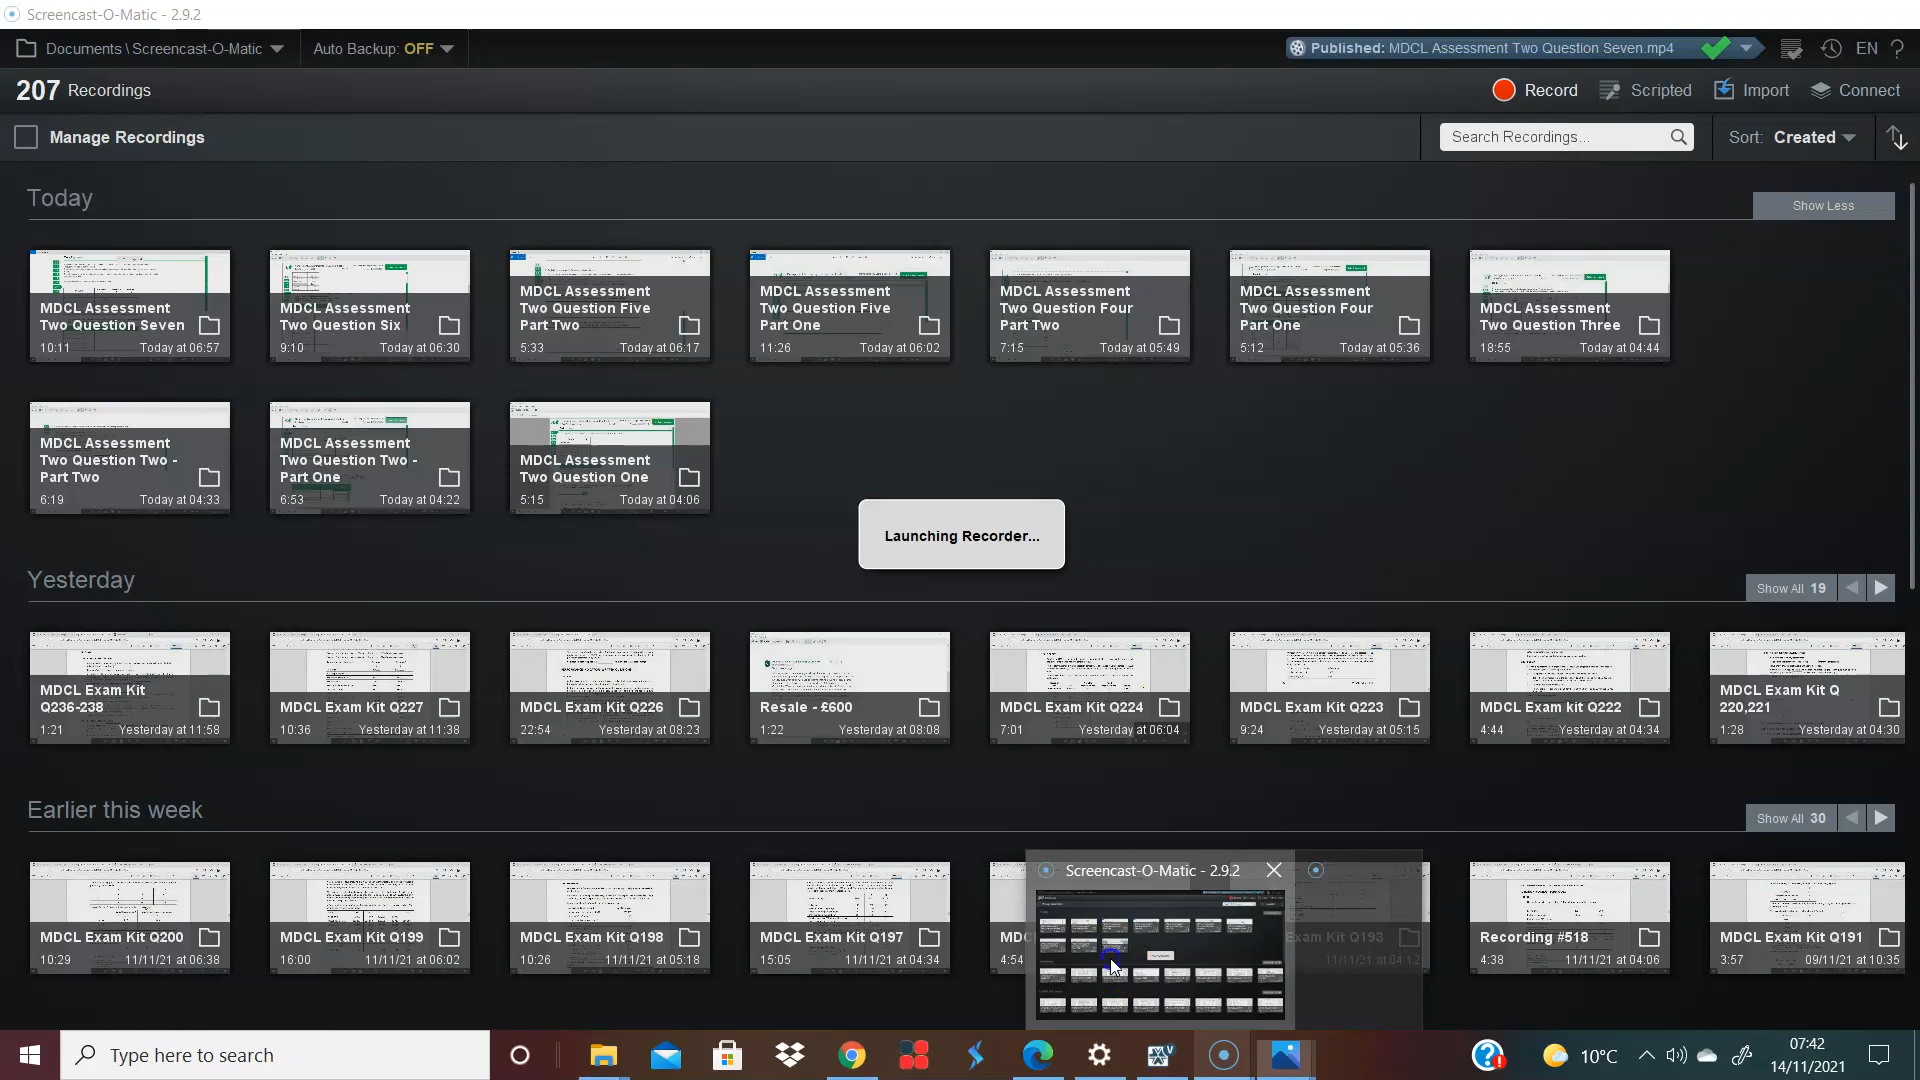 Screencast-O-Matic - 2.9.2
Documents \ Screencast-O-Matic
Auto Backup: OFF
Published: MDCL Assessment Two Question Seven.mp4
EN ?
207 Recordings
Record
Scripted
Import
Connect
Manage Recordings
Search Recordings...
Sort: Created
Today
Show Less
MDCL Assessment
Two Question Seven
10:11 Today at 06:57
MDCL Assessment
Two Question Six
9:10 Today at 06:30
MDCL Assessment
Two Question Five
Part Two
5:33 Today at 06:17
MDCL Assessment
Two Question Five
Part One
11:26 Today at 06:02
MDCL Assessment
Two Question Four
Part Two
7:15 Today at 05:49
MDCL Assessment
Two Question Four
Part One
5:12 Today at 05:36
MDCL Assessment
Two Question Three
18:55 Today at 04:44
MDCL Assessment
Two Question Two -
Part Two
6:19 Today at 04:33
MDCL Assessment
Two Question Two -
Part One
6:53 Today at 04:22
MDCL Assessment
Two Question One
5:15 Today at 04:06
Launching Recorder...
Yesterday
Show All 19
MDCL Exam Kit
Q236-238
1:21 Yesterday at 11:58
MDCL Exam Kit Q227
10:36 Yesterday at 11:38
MDCL Exam Kit Q226
22:54 Yesterday at 08:23
Resale - £600
1:22 Yesterday at 08:08
MDCL Exam Kit Q224
7:01 Yesterday at 06:04
MDCL Exam Kit Q223
9:24 Yesterday at 05:15
MDCL Exam kit Q222
4:44 Yesterday at 04:34
MDCL Exam Kit Q
220,221
1:28 Yesterday at 04:30
Earlier this week
Show All 30
MDCL Exam Kit Q200
10:29 11/11/21 at 06:38
MDCL Exam Kit Q199
16:00 11/11/21 at 06:02
MDCL Exam Kit Q198
10:26 11/11/21 at 05:18
MDCL Exam Kit Q197
15:05 11/11/21 at 04:34
MDC
4:54
Screencast-O-Matic - 2.9.2
Exam Kit Q193
11/11/21 at 04:12
Recording #518
4:38 11/11/21 at 04:06
MDCL Exam Kit Q191
3:57 09/11/21 at 10:35
Type here to search
10°C
07:42
14/11/2021